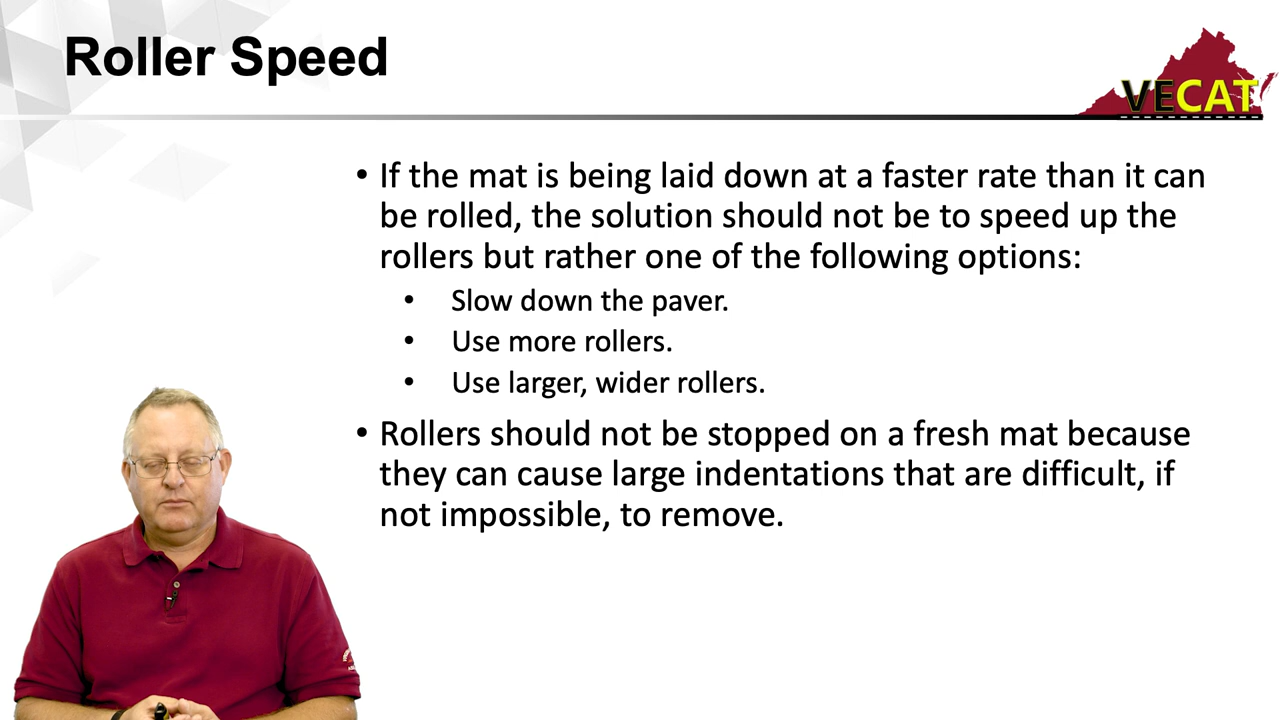 Roller Speed
VECAT
• If the mat is being laid down at a faster rate than it can
be rolled, the solution should not be to speed up the
rollers but rather one of the following options:
• Slow down the paver.
• Use more rollers.
• Use larger, wider rollers.
• Rollers should not be stopped on a fresh mat because
they can cause large indentations that are difficult, if
not impossible, to remove.